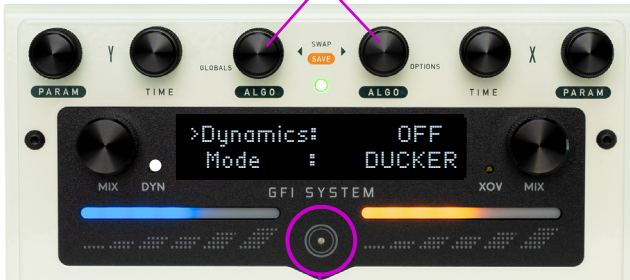 SWAP
SAVE
Y
X
GLOBALS
OPTIONS
PARAM
TIME
ALGO
ALGO
TIME
PARAM
>Dynamics: OFF
Mode : DUCKER
MIX
DYN
XOV
MIX
GFI SYSTEM